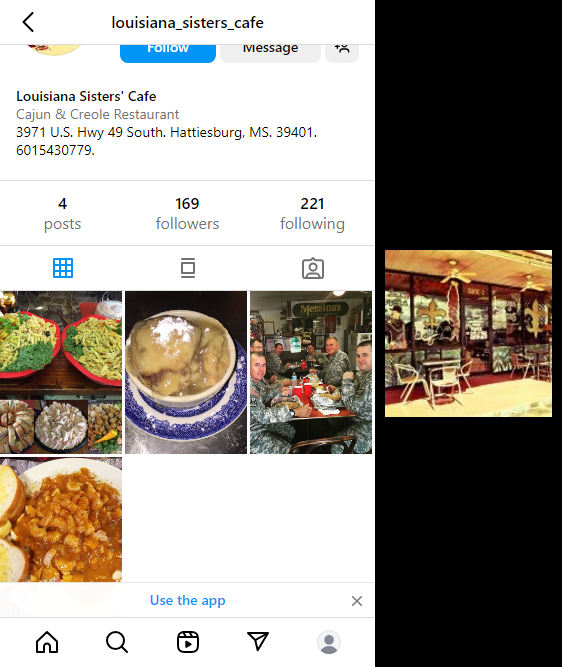 louisiana_sisters_cafe
Follow
Message
Louisiana Sisters' Cafe
Cajun & Creole Restaurant
3971 U.S. Hwy 49 South. Hattiesburg, MS. 39401.
6015430779.
4
posts
169
followers
221
following
Messina's
Use the app